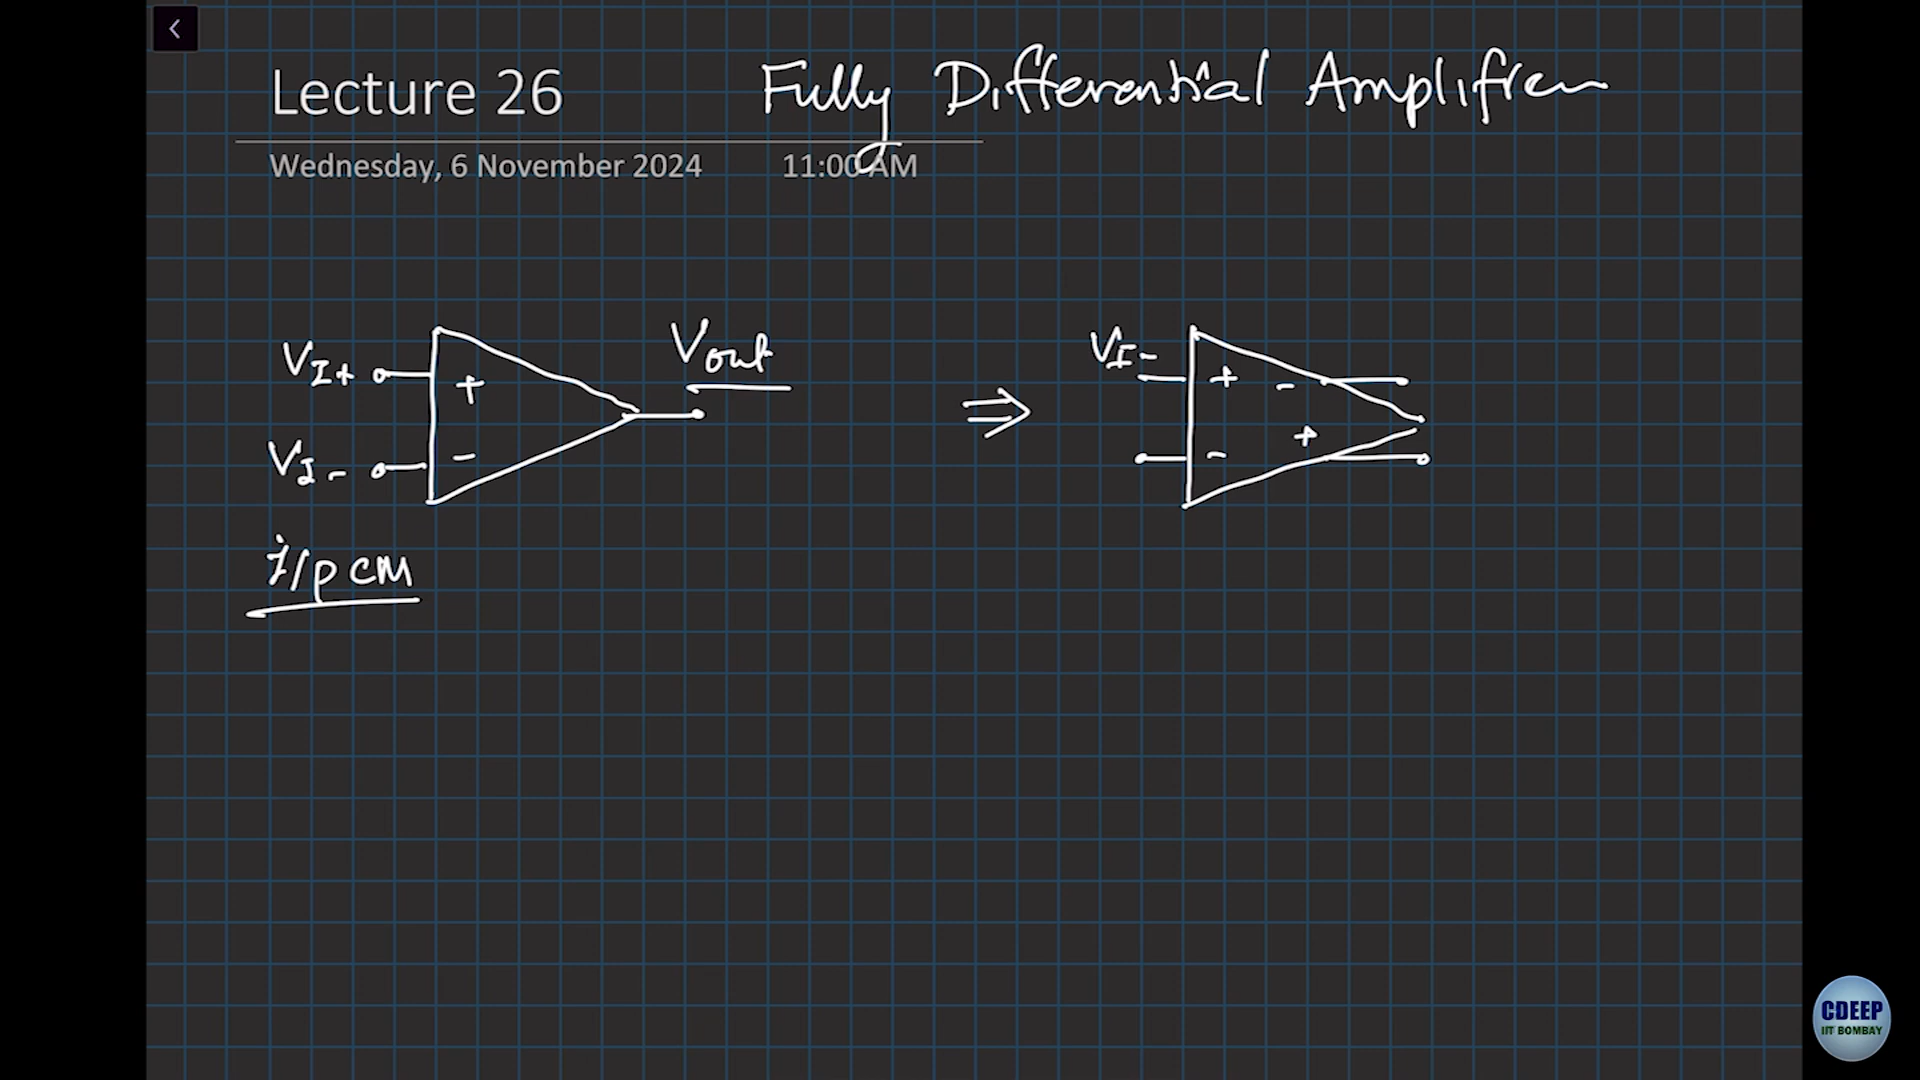 Lecture 26 Fully Differential Amplifier
Wednesday, 6 November 2024 11:00 AM
VI+ + Vout
VI- -
VI- + -
- +
i/p CM
CDEEP
IIT BOMBAY